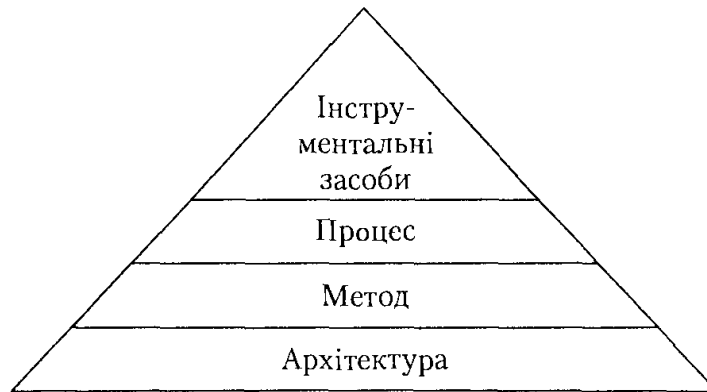 Інстру-
ментальні
засоби
Процес
Метод
Архітектура